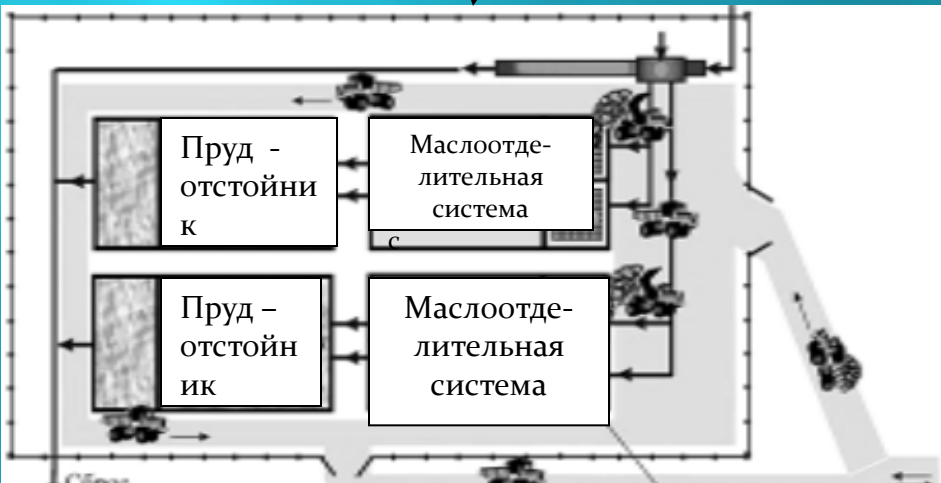 Пруд -
отстойни
к
Маслоотде-
лительная
система
с
Пруд –
отстойн
ик
Маслоотде-
лительная
система